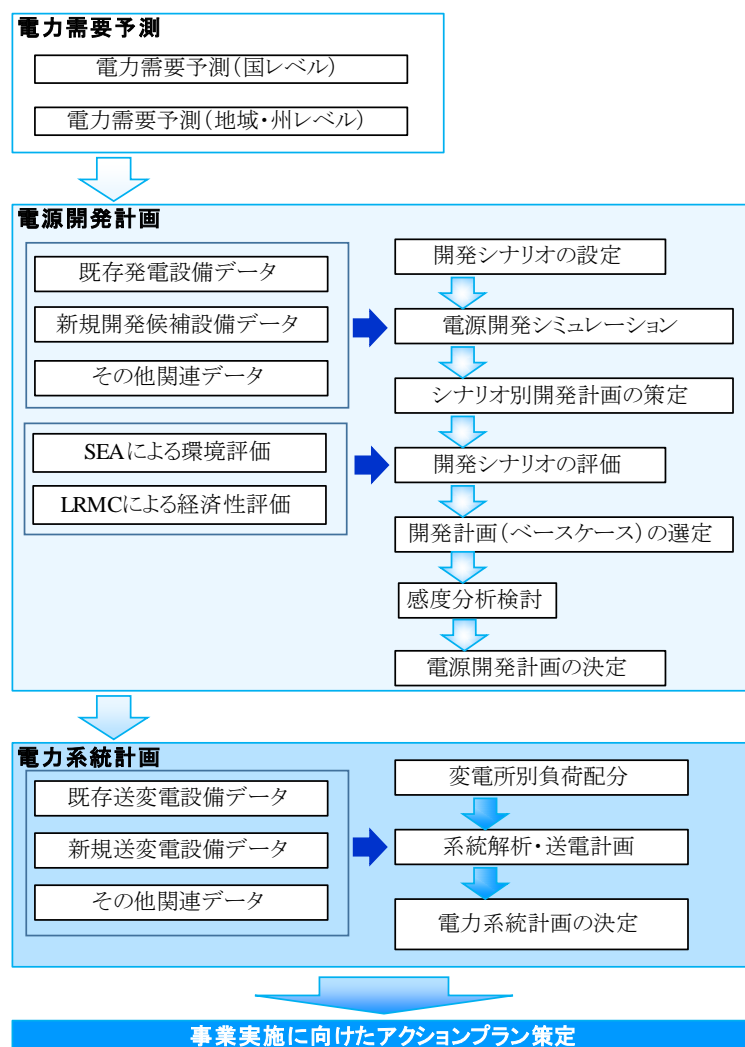 電力需要予測
電力需要予測(国レベル)
電力需要予測(地域・州レベル)
電源開発計画
既存発電設備データ
新規開発候補設備データ
その他関連データ
SEAによる環境評価
LRMCによる経済性評価
開発シナリオの設定
電源開発シミュレーション
シナリオ別開発計画の策定
開発シナリオの評価
開発計画(ベースケース)の選定
感度分析検討
電源開発計画の決定
電力系統計画
既存送変電設備データ
新規送変電設備データ
その他関連データ
変電所別負荷配分
系統解析・送電計画
電力系統計画の決定
事業実施に向けたアクションプラン策定